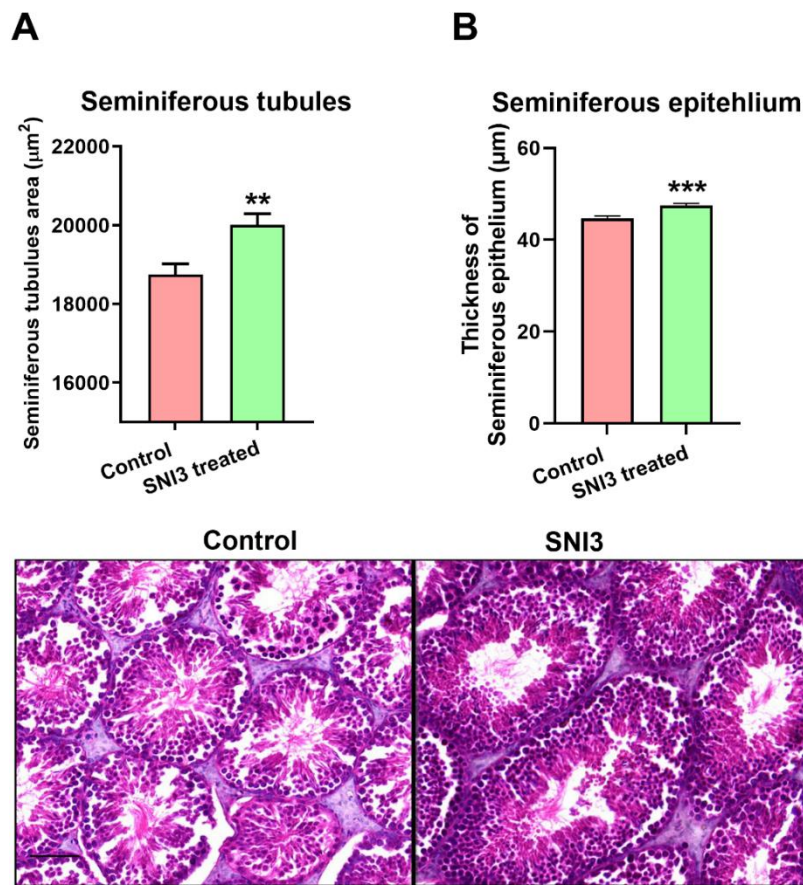 A
B
Seminiferous tubules
Seminiferous tubulues area (µm²)
22000
20000
18000
16000
**
Control
SNI3 treated
Seminiferous epitehlium
Thickness of
Seminiferous epithelium (µm)
60
40
20
0
***
Control
SNI3 treated
Control
SNI3